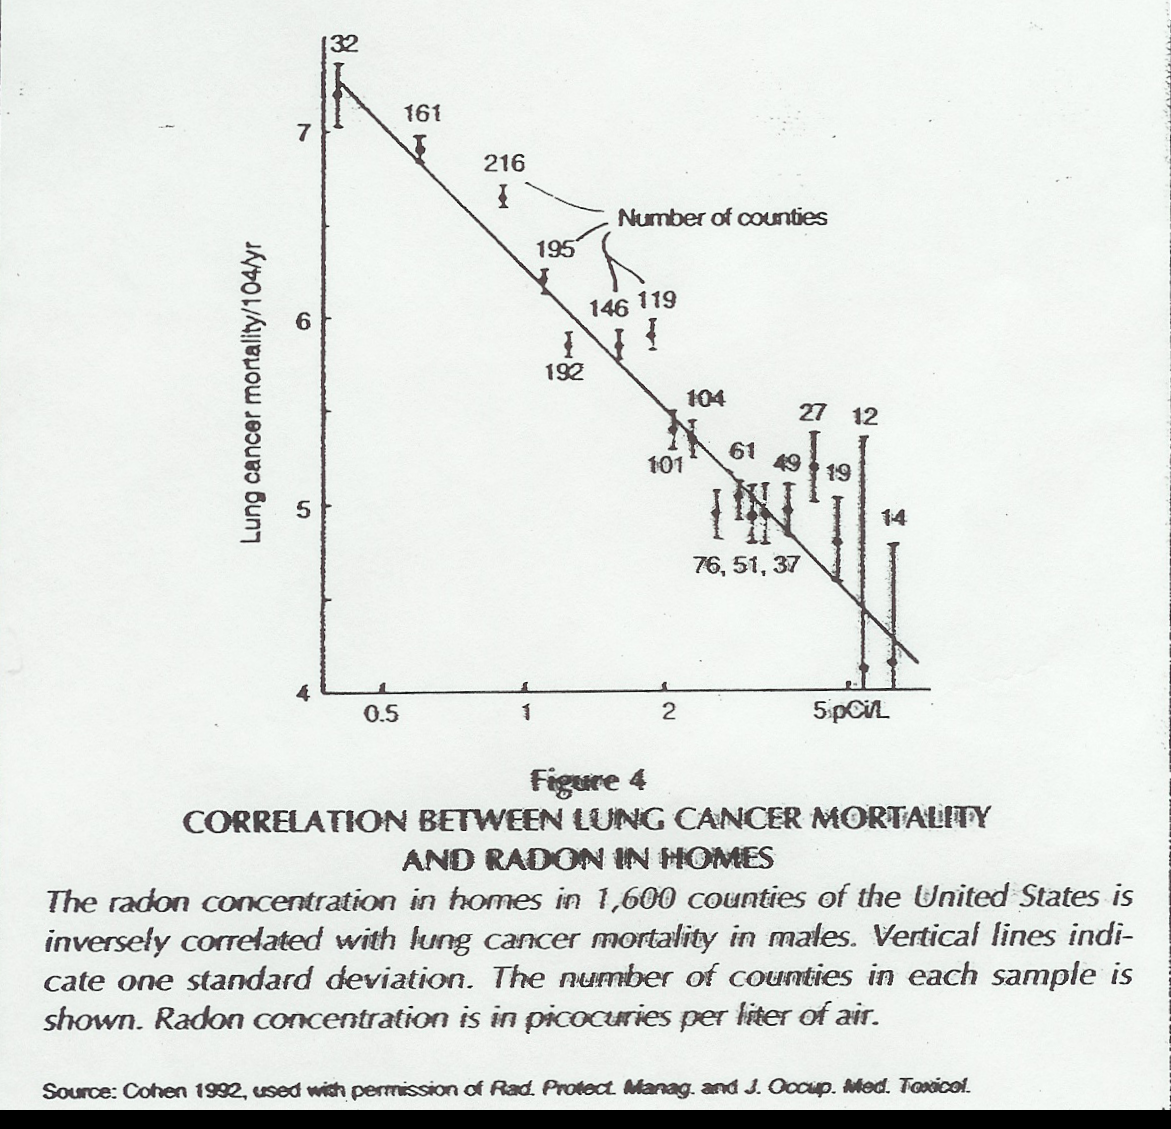 32
161
7
216
Number of counties
195
146 119
6
192
104
27 12
61
101
49 19
5
14
76, 51, 37
Lung cancer mortality/104/yr
4
0.5 1 2 5 pCi/L
Figure 4
CORRELATION BETWEEN LUNG CANCER MORTALITY
AND RADON IN HOMES
The radon concentration in homes in 1,600 counties of the United States is
inversely correlated with lung cancer mortality in males. Vertical lines indi-
cate one standard deviation. The number of counties in each sample is
shown. Radon concentration is in picocuries per liter of air.
Source: Cohen 1992, used with permission of Rad. Protect. Manag. and J. Occup. Med. Toxicol.